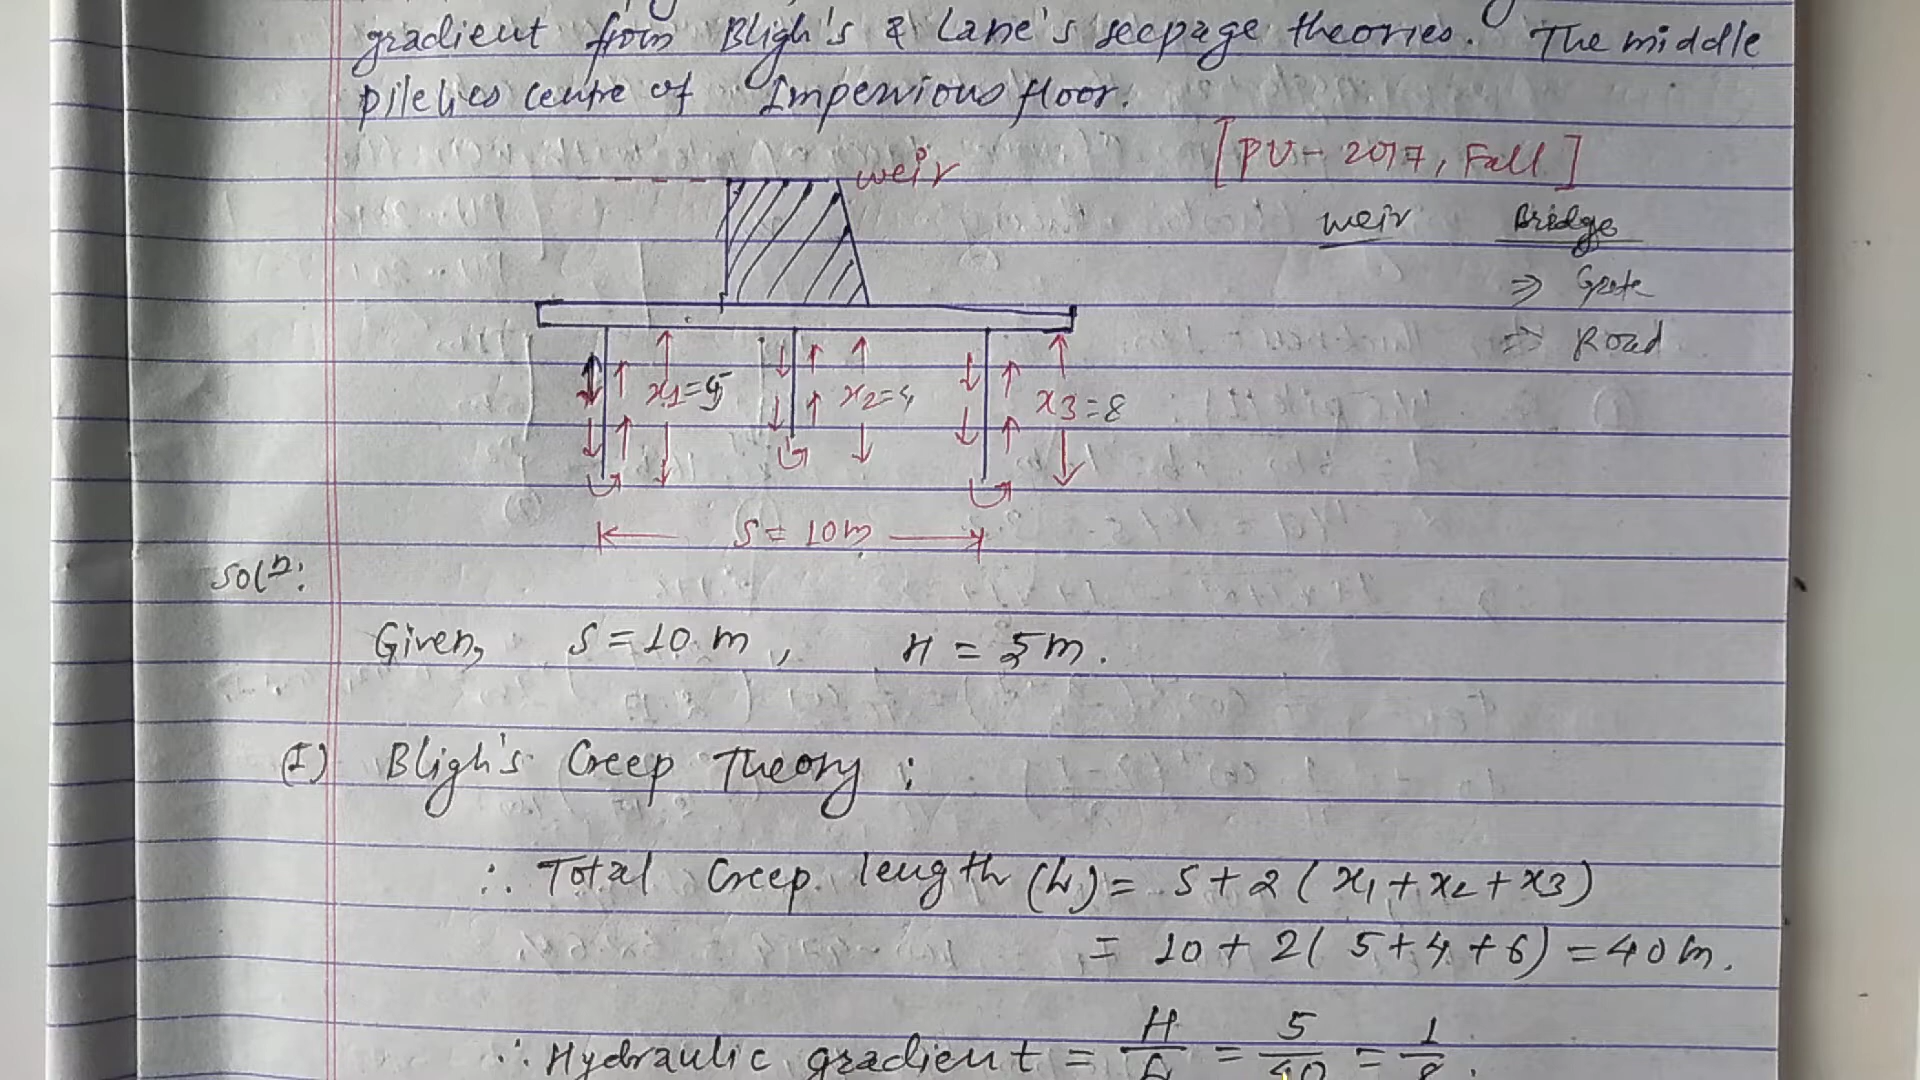 gradient from Bligh's & Lane's seepage theories. The middle
pile lies centre of Impervious floor.
[PU- 2017, Fall]
weir
weir Bridge
⇒ Gate
⇒ Road
x1=5 x2=4 x3=8
S= 10m
Solⁿ:
Given, S=10 m, H = 5m.
(I) Bligh's Creep Theory :
∴ Total Creep length (L) = S+2(x1+x2+x3)
= 10+2(5+4+6)=40m.
∴ Hydraulic gradient = H/L = 5/40 = 1/8.